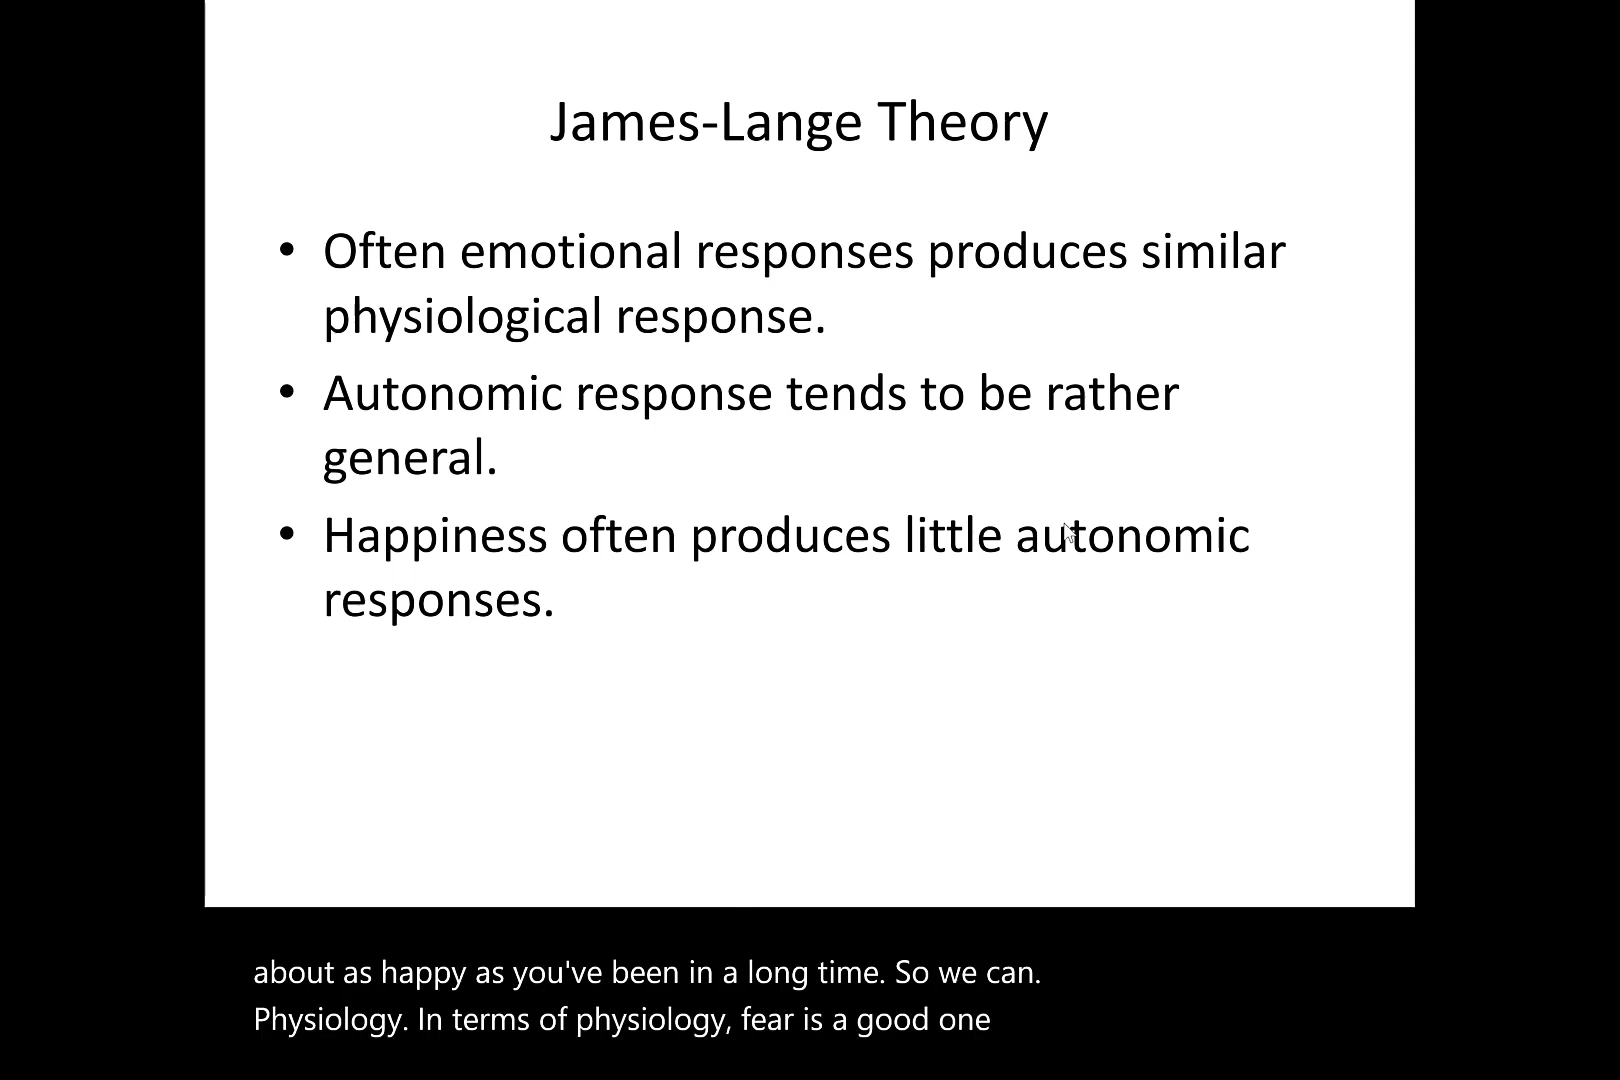 James-Lange Theory
• Often emotional responses produces similar
physiological response.
• Autonomic response tends to be rather
general.
• Happiness often produces little autonomic
responses.
about as happy as you've been in a long time. So we can.
Physiology. In terms of physiology, fear is a good one